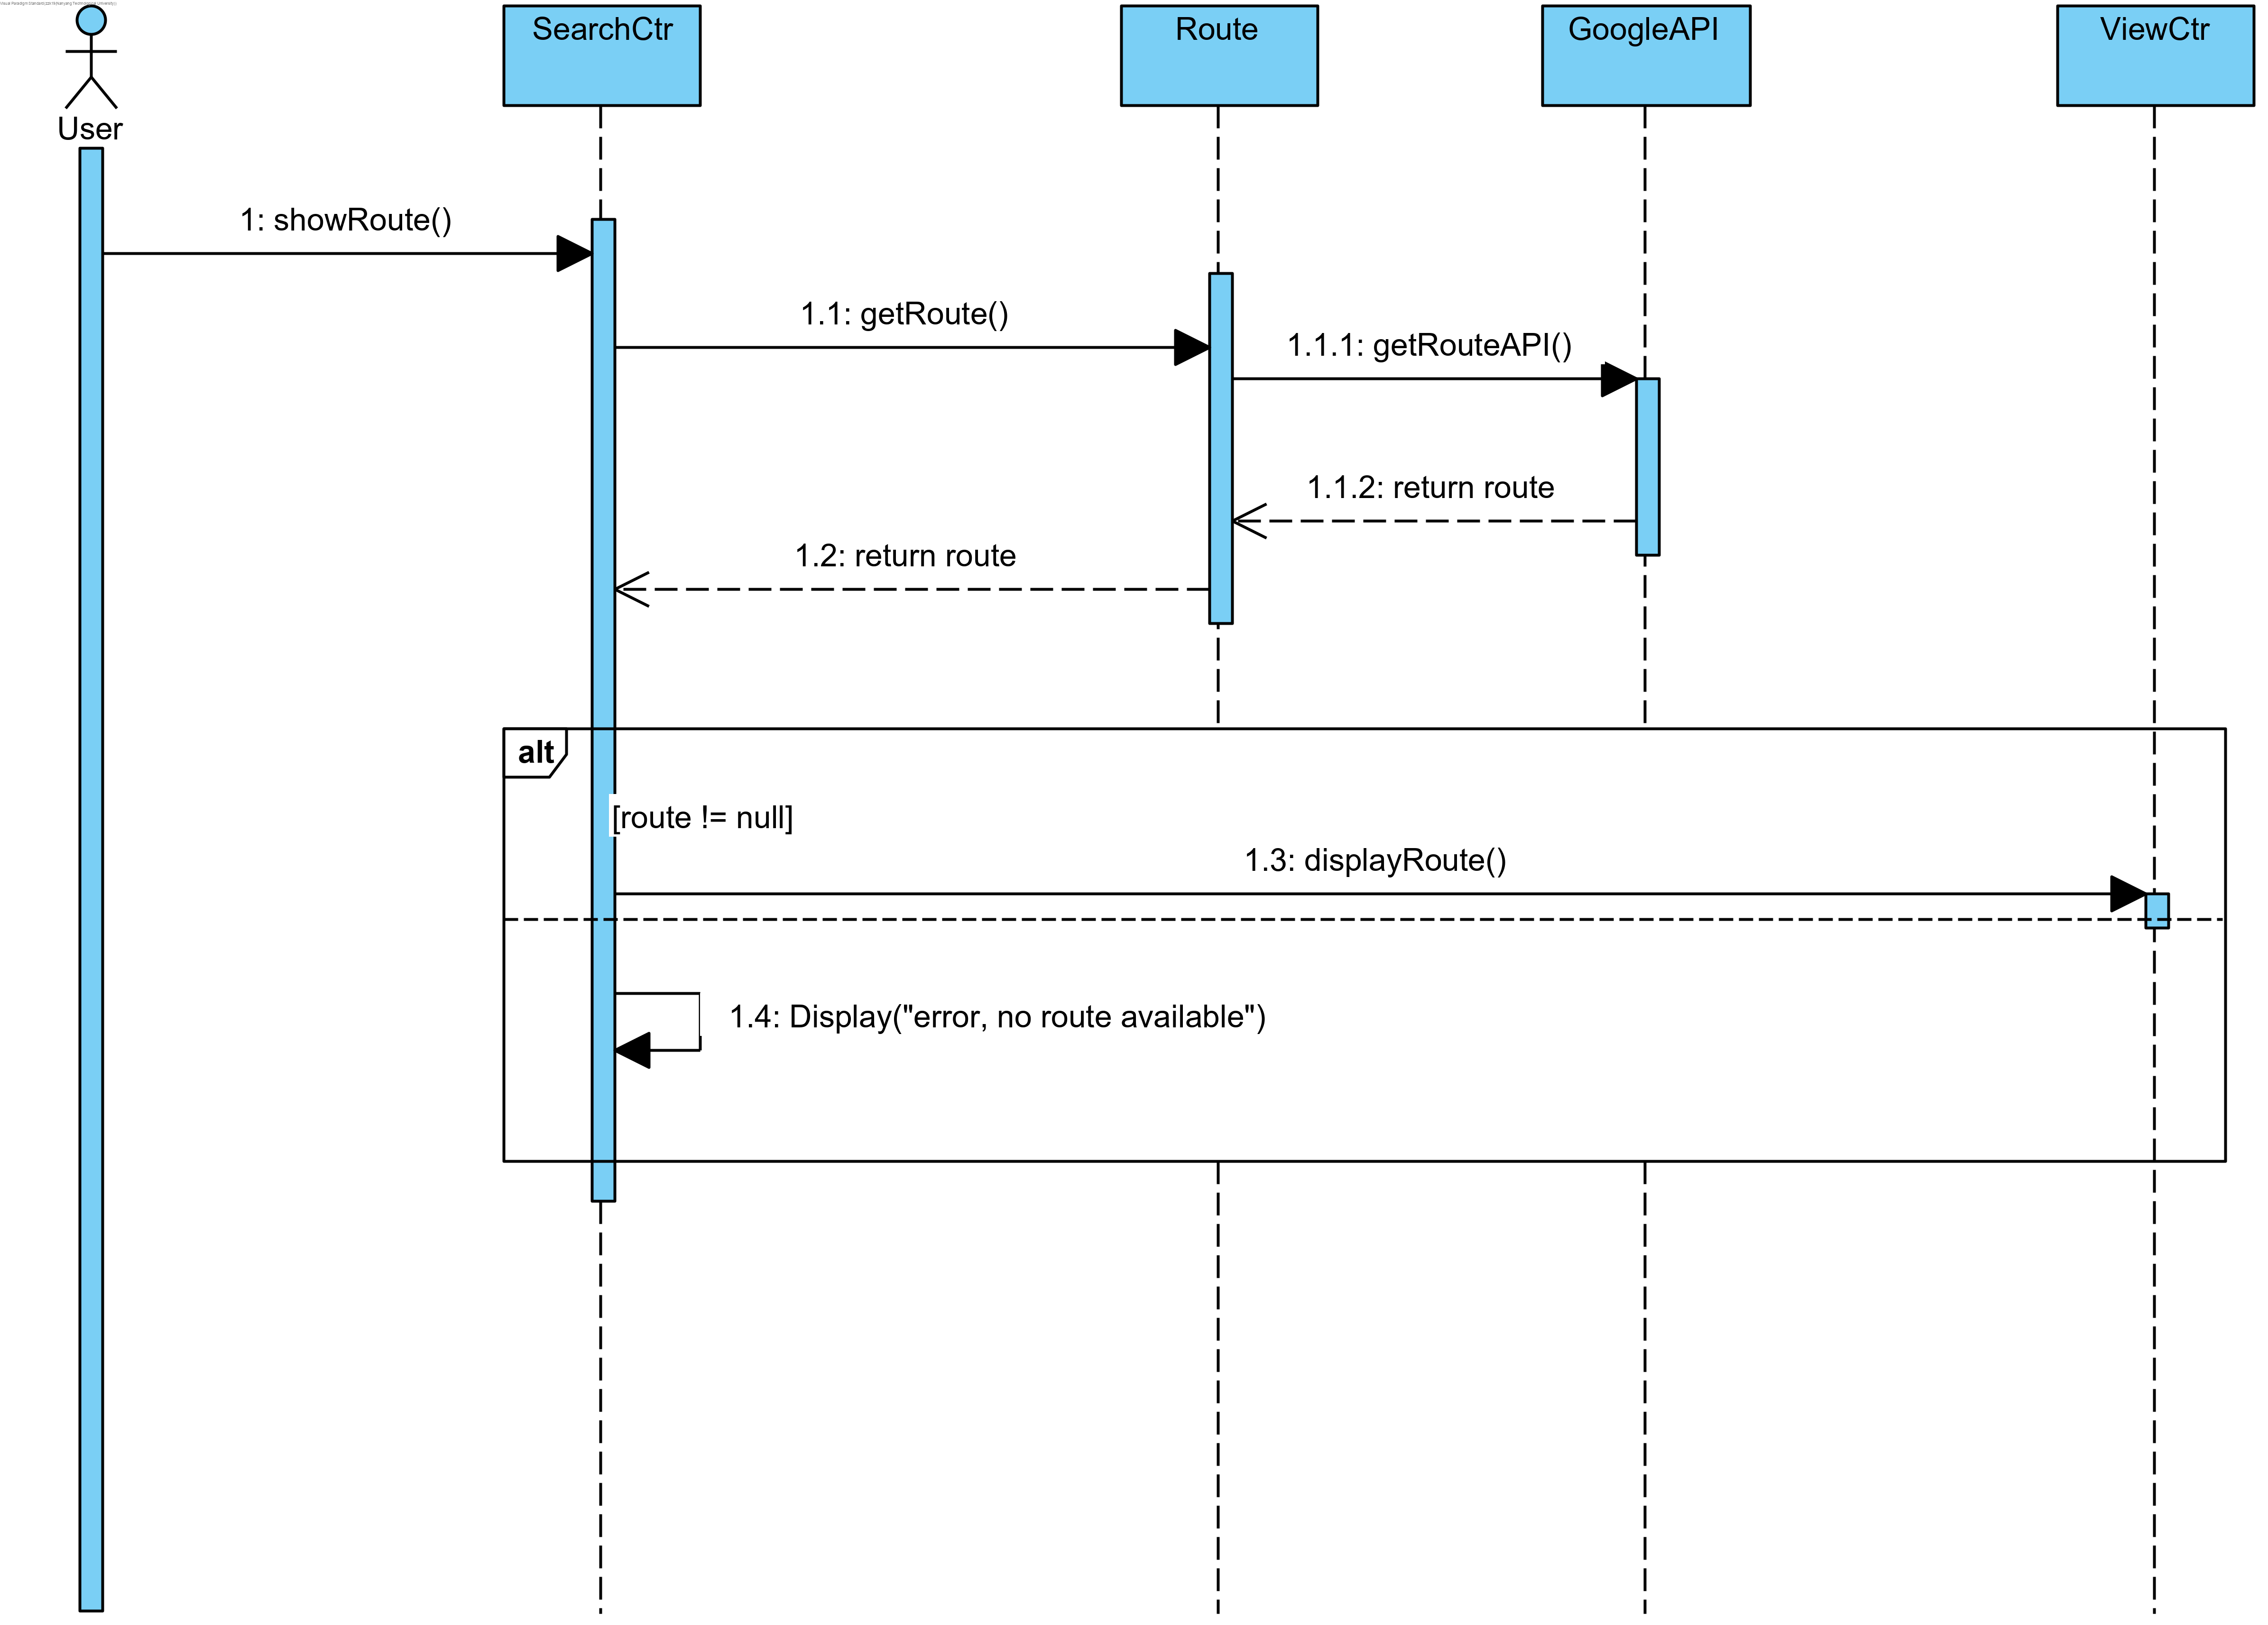 User
SearchCtr
Route
GoogleAPI
ViewCtr
1: showRoute()
1.1: getRoute()
1.1.1: getRouteAPI()
1.1.2: return route
1.2: return route
alt
[route != null]
1.3: displayRoute()
1.4: Display("error, no route available")